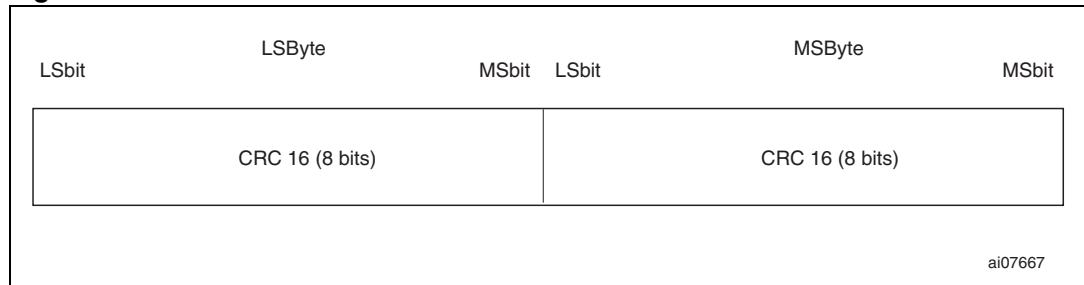 LSByte MSByte
LSbit MSbit LSbit MSbit
CRC 16 (8 bits) CRC 16 (8 bits)
ai07667